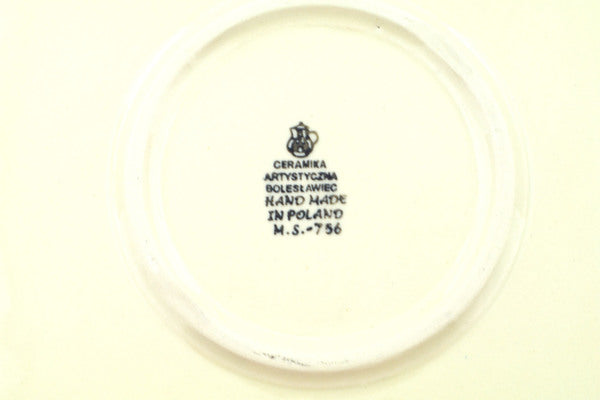 CERAMIKA
ARTYSTYCZNA
BOLESŁAWIEC
HAND MADE
IN POLAND
M.S.-756